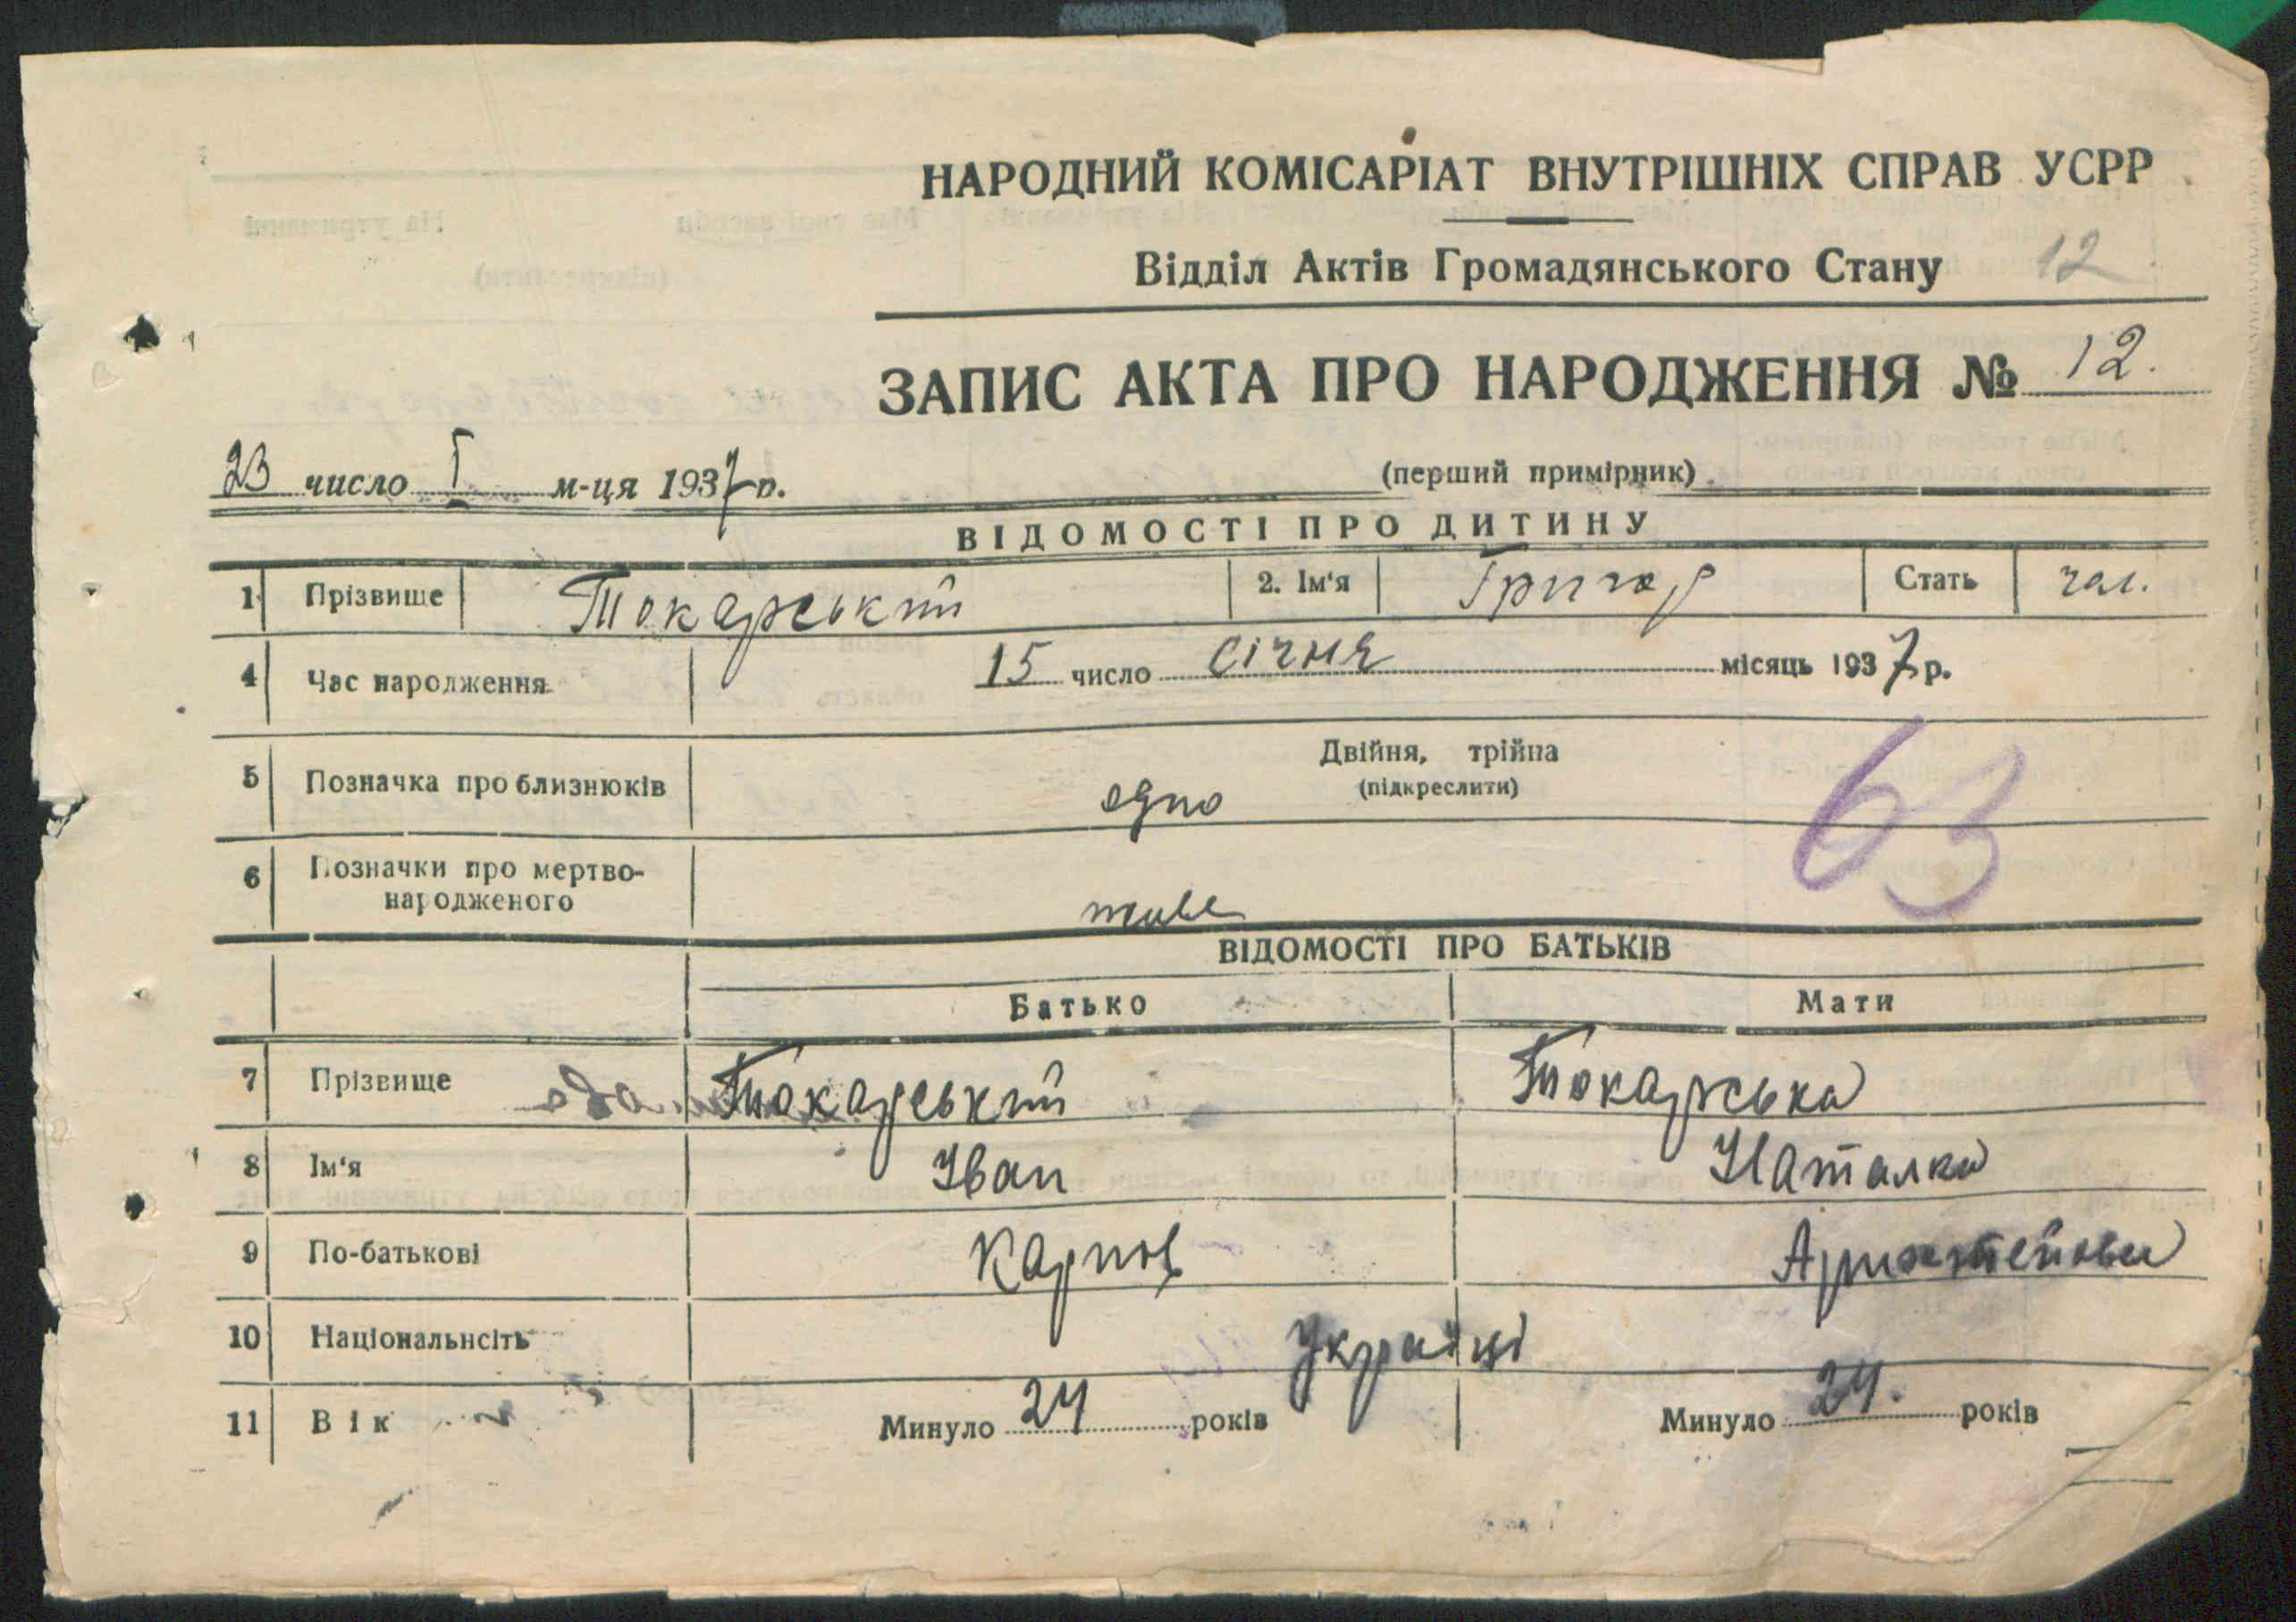 НАРОДНИЙ КОМІСАРІАТ ВНУТРІШНІХ СПРАВ УСРР
Відділ Актів Громадянського Стану 12
ЗАПИС АКТА ПРО НАРОДЖЕННЯ № 12.
23 число I м-ця 1937 р.
(перший примірник)
ВІДОМОСТІ ПРО ДИТИНУ
1 Прізвище Токарський 2. Ім'я Григор Стать чол.
4 Час народження 15 число січня місяць 1937 р.
5 Позначка про близнюків одно Двійня, трійна
(підкреслити)
63
6 Позначки про мертво-
народженого живе
ВІДОМОСТІ ПРО БАТЬКІВ
Батько Мати
7 Прізвище Токарський Токарська
8 Ім'я Іван Наталка
9 По-батькові Карпов
10 Національнсіть Українці
11 Вік Минуло 24 років Минуло 24. років